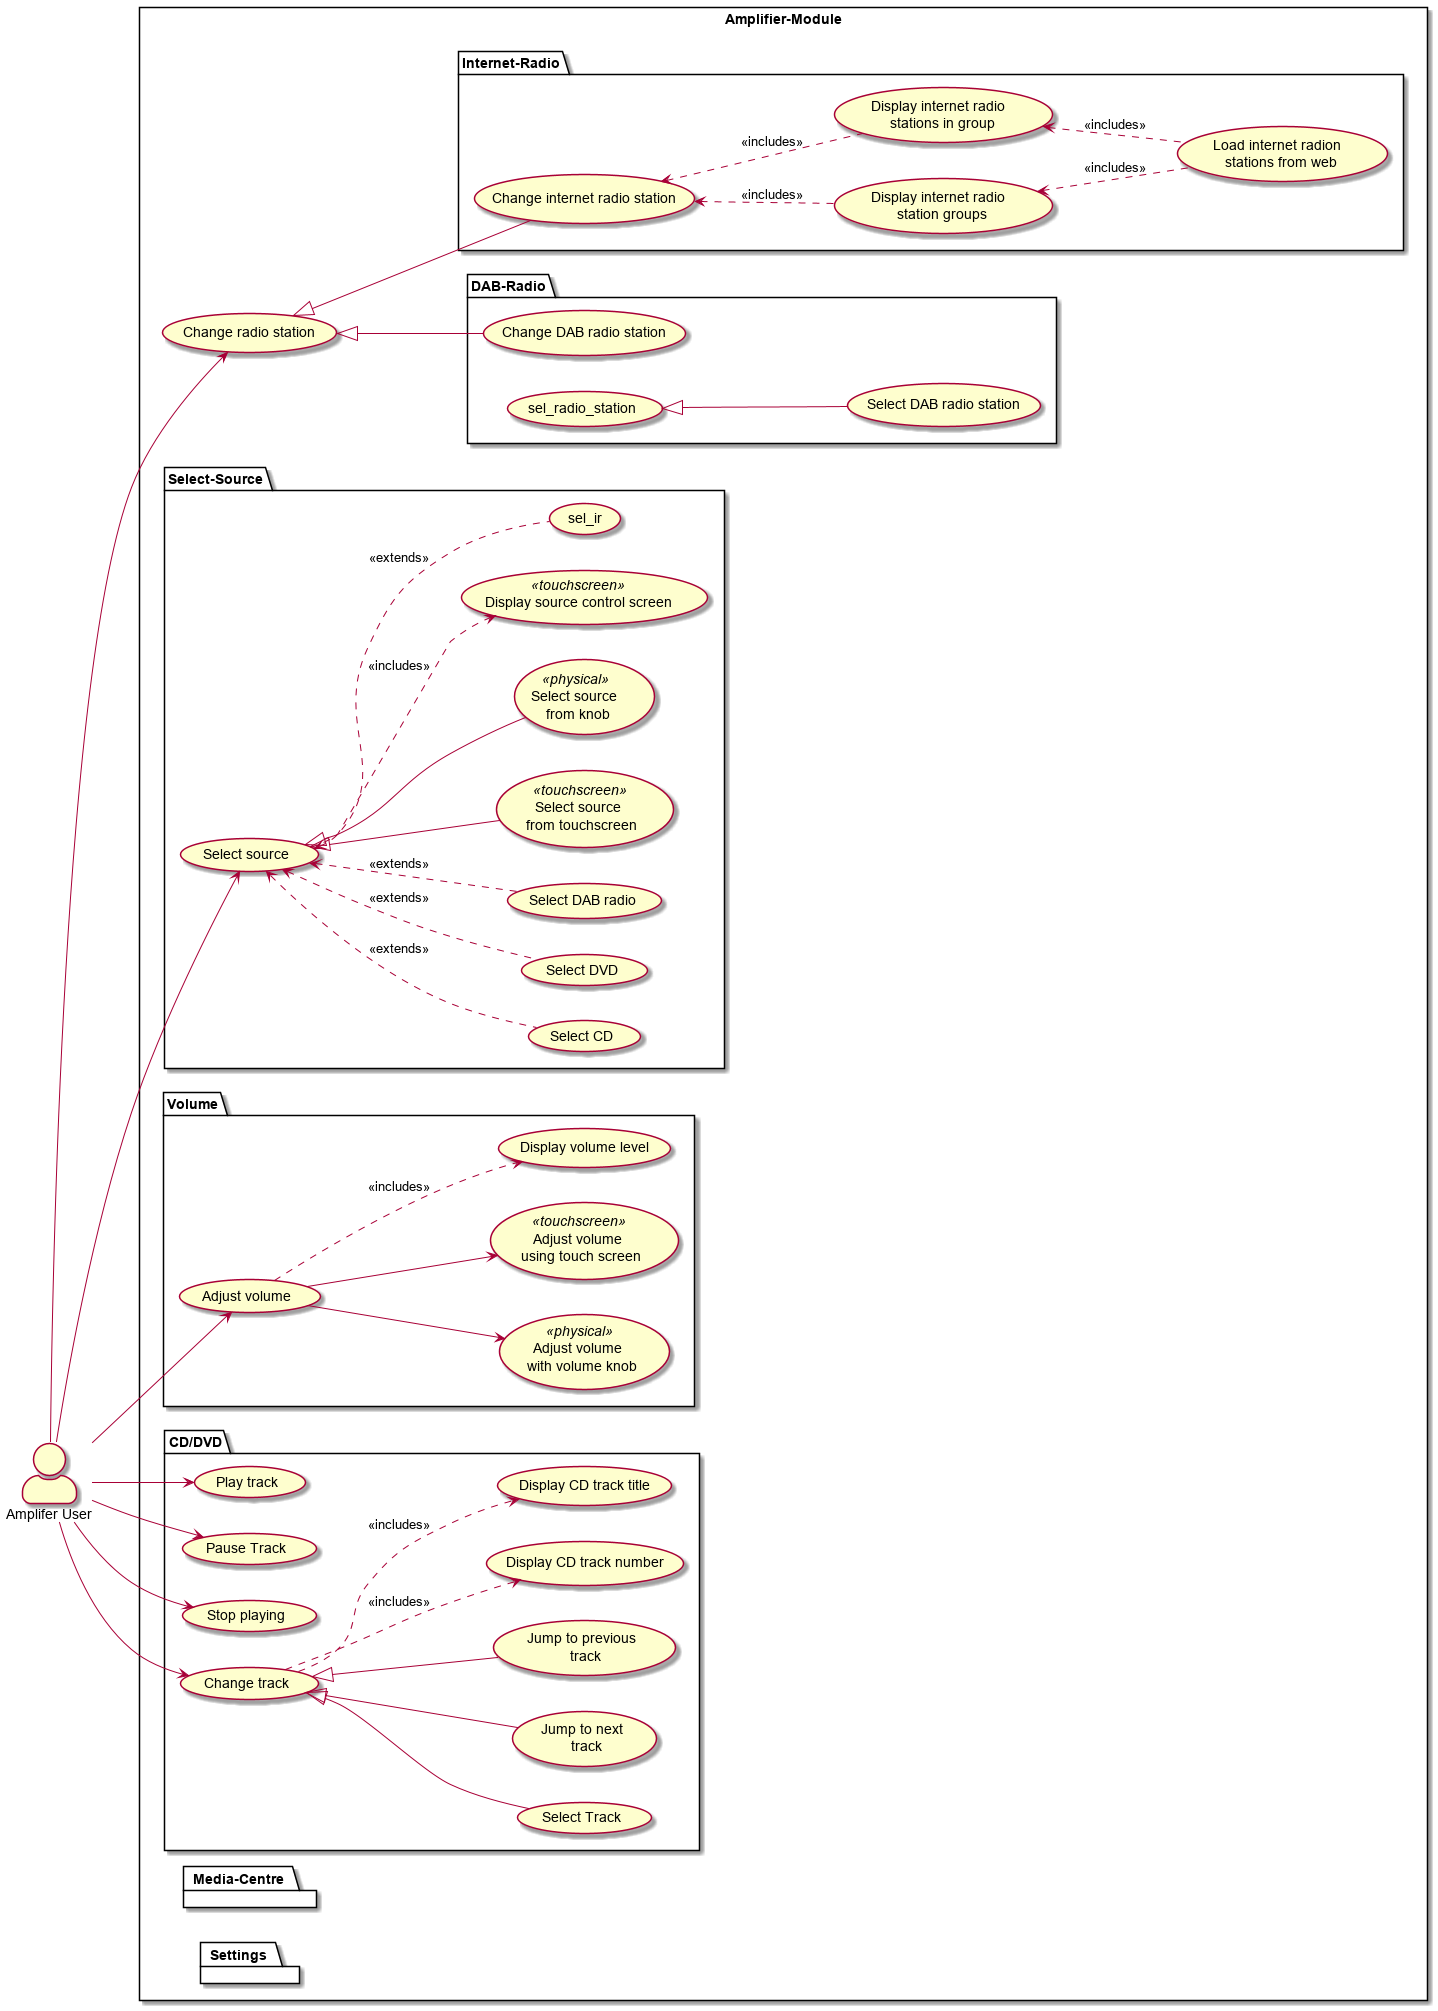 Amplifier-Module
Internet-Radio
Display internet radio
stations in group
«includes»
«includes»
Load internet radion
stations from web
Change internet radio station
«includes»
Display internet radio
station groups
«includes»
DAB-Radio
Change radio station
Change DAB radio station
sel_radio_station
Select DAB radio station
Select-Source
sel_ir
«extends»
«touchscreen»
Display source control screen
«includes»
«physical»
Select source
from knob
«touchscreen»
Select source
from touchscreen
Select source
«extends»
Select DAB radio
«extends»
Select DVD
«extends»
Select CD
Volume
Display volume level
«includes»
«touchscreen»
Adjust volume
using touch screen
Adjust volume
«physical»
Adjust volume
with volume knob
CD/DVD
Play track
Display CD track title
Amplifer User
«includes»
Pause Track
Display CD track number
«includes»
Stop playing
Jump to previous
track
Change track
Jump to next
track
Select Track
Media-Centre
Settings